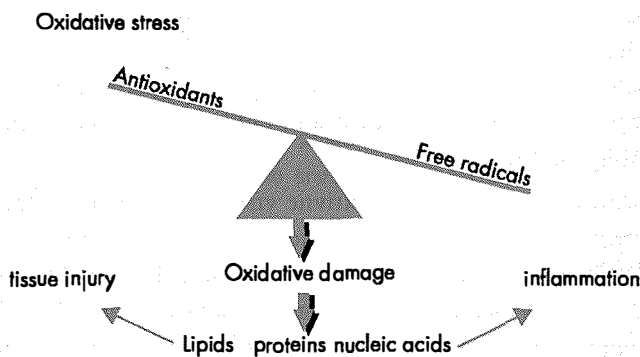 Oxidative stress
Antioxidants
Free radicals
tissue injury
Oxidative damage
inflammation
Lipids proteins nucleic acids